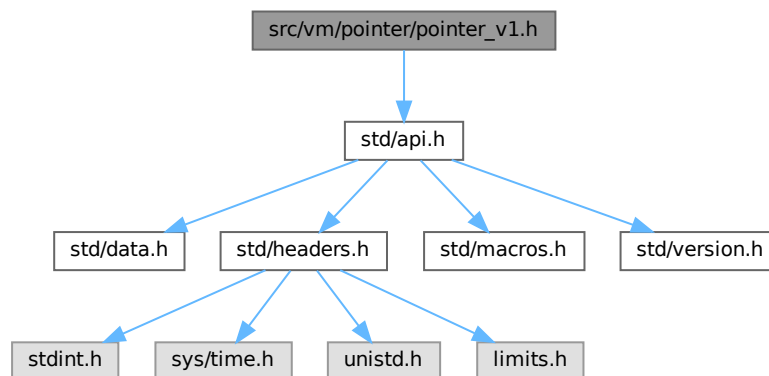 src/vm/pointer/pointer_v1.h
std/api.h
std/data.h
std/headers.h
std/macros.h
std/version.h
stdint.h
sys/time.h
unistd.h
limits.h